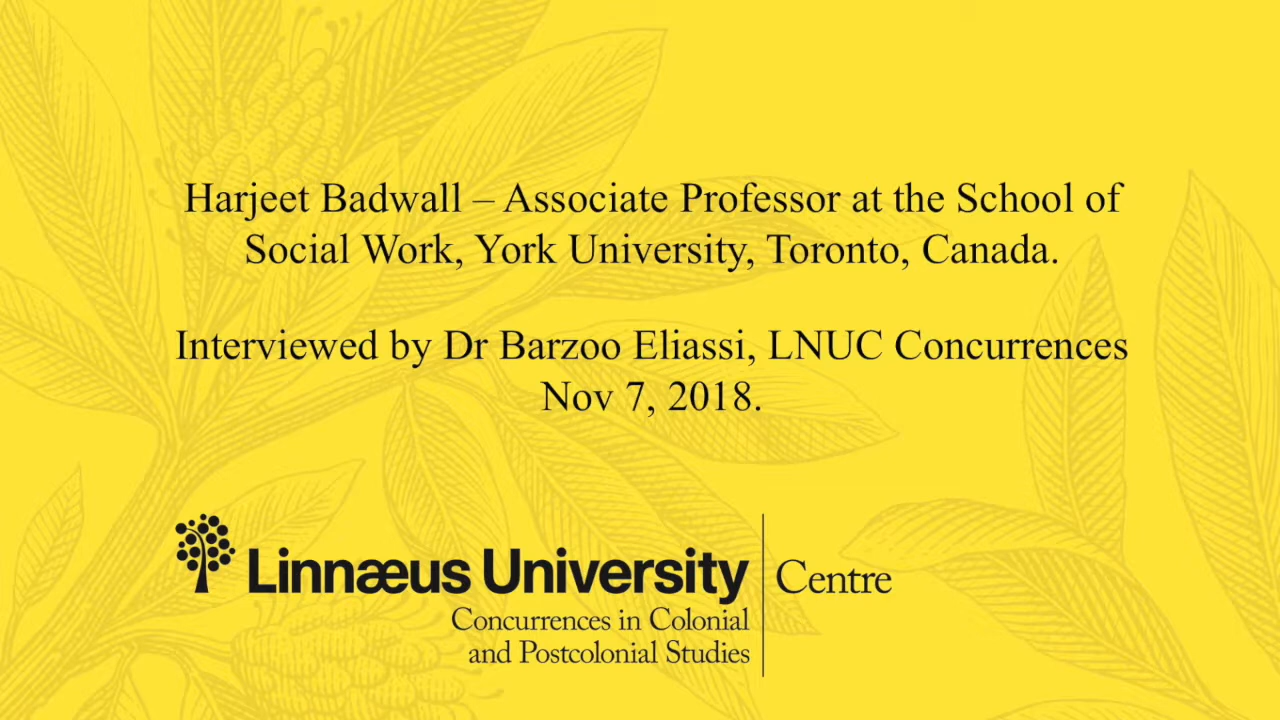 Harjeet Badwall – Associate Professor at the School of
Social Work, York University, Toronto, Canada.
Interviewed by Dr Barzoo Eliassi, LNUC Concurrences
Nov 7, 2018.
Linnæus University Centre
Concurrences in Colonial
and Postcolonial Studies